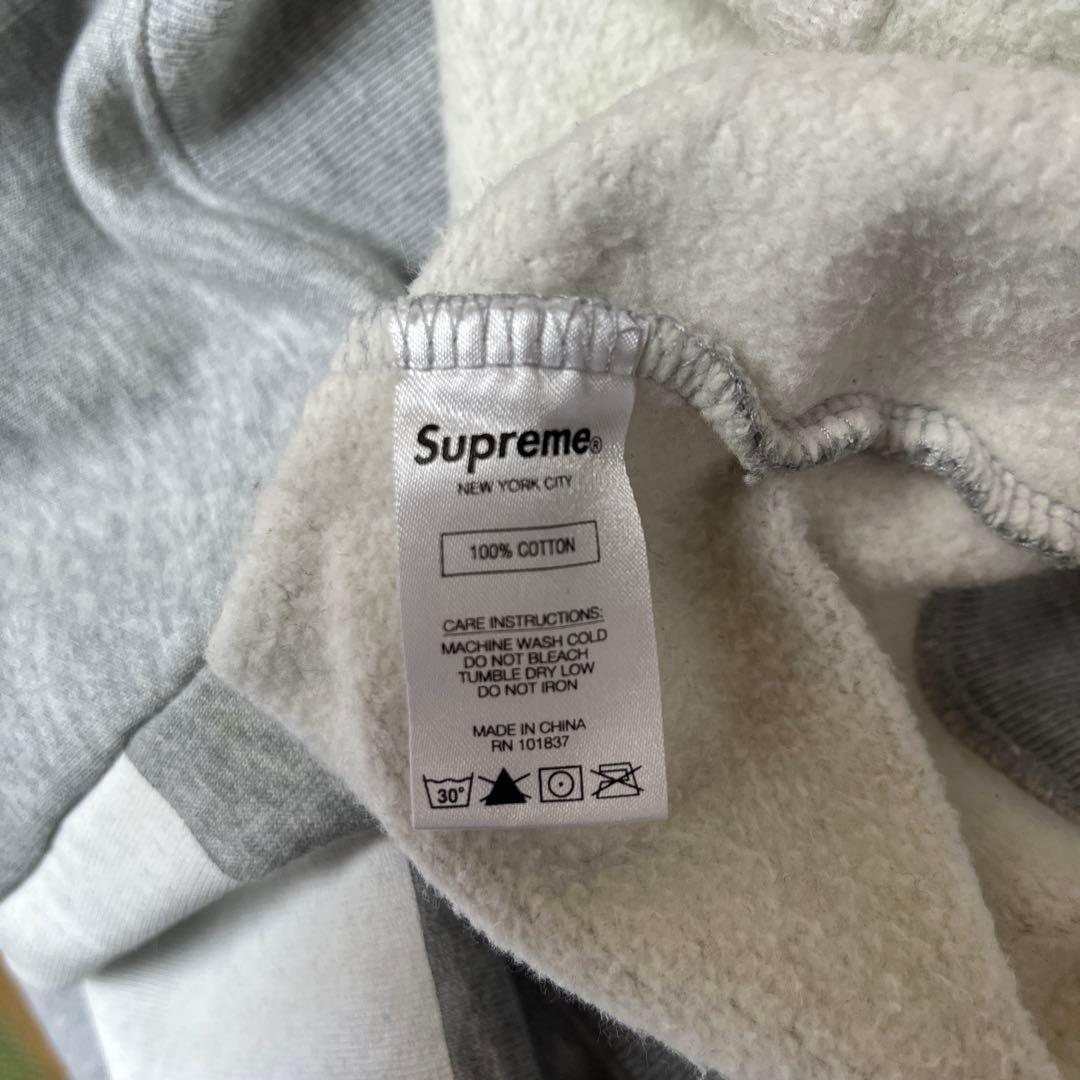 Supreme®
NEW YORK CITY
100% COTTON
CARE INSTRUCTIONS:
MACHINE WASH COLD
DO NOT BLEACH
TUMBLE DRY LOW
DO NOT IRON
MADE IN CHINA
RN 101837
30°